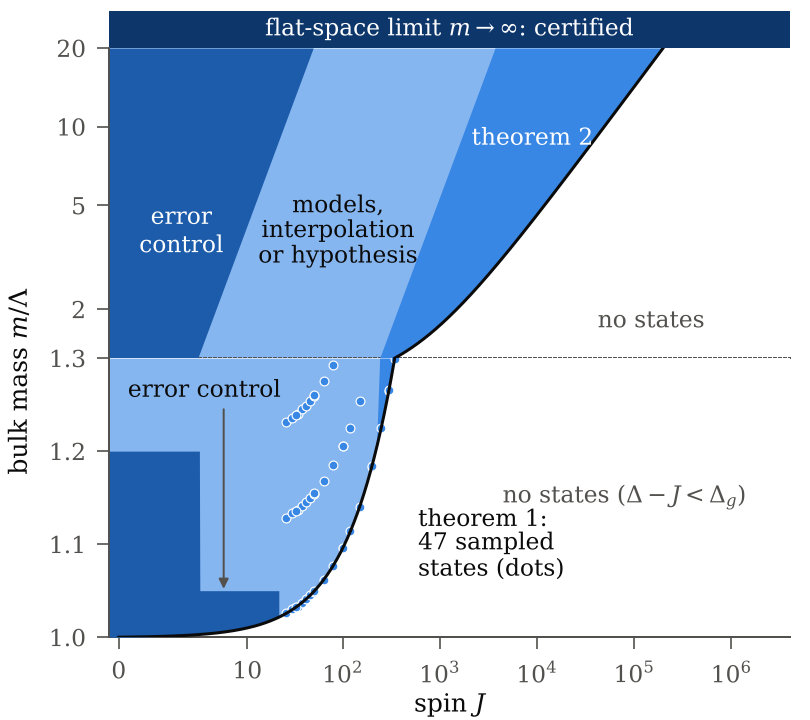 flat-space limit m → ∞: certified
20
10
5
2
1.3
1.2
1.1
1.0
bulk mass m/Λ
theorem 2
error
control
models,
interpolation
or hypothesis
no states
error control
no states (Δ − J < Δ_g)
theorem 1:
47 sampled
states (dots)
0
10
10²
10³
10⁴
10⁵
10⁶
spin J